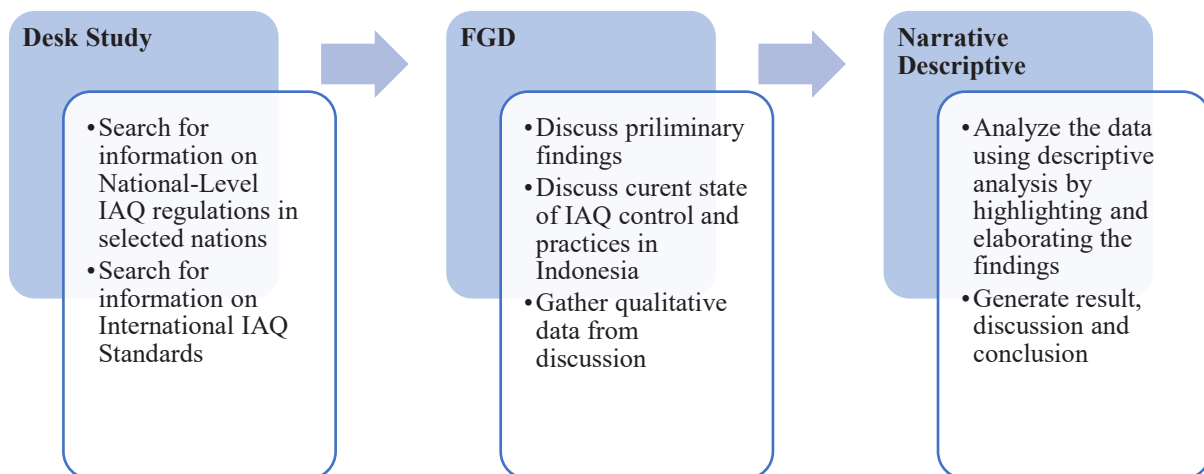 Desk Study
•Search for
information on
National-Level
IAQ regulations in
selected nations
•Search for
information on
International IAQ
Standards
FGD
•Discuss priliminary
findings
•Discuss curent state
of IAQ control and
practices in
Indonesia
•Gather qualitative
data from
discussion
Narrative
Descriptive
•Analyze the data
using descriptive
analysis by
highlighting and
elaborating the
findings
•Generate result,
discussion and
conclusion